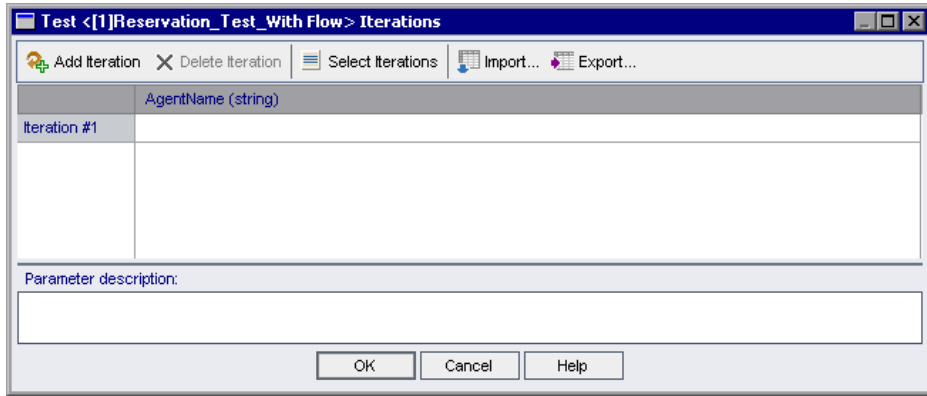 Test <[1]Reservation_Test_With Flow> Iterations
Add Iteration Delete Iteration Select Iterations Import... Export...
AgentName (string)
Iteration #1
Parameter description:
OK Cancel Help